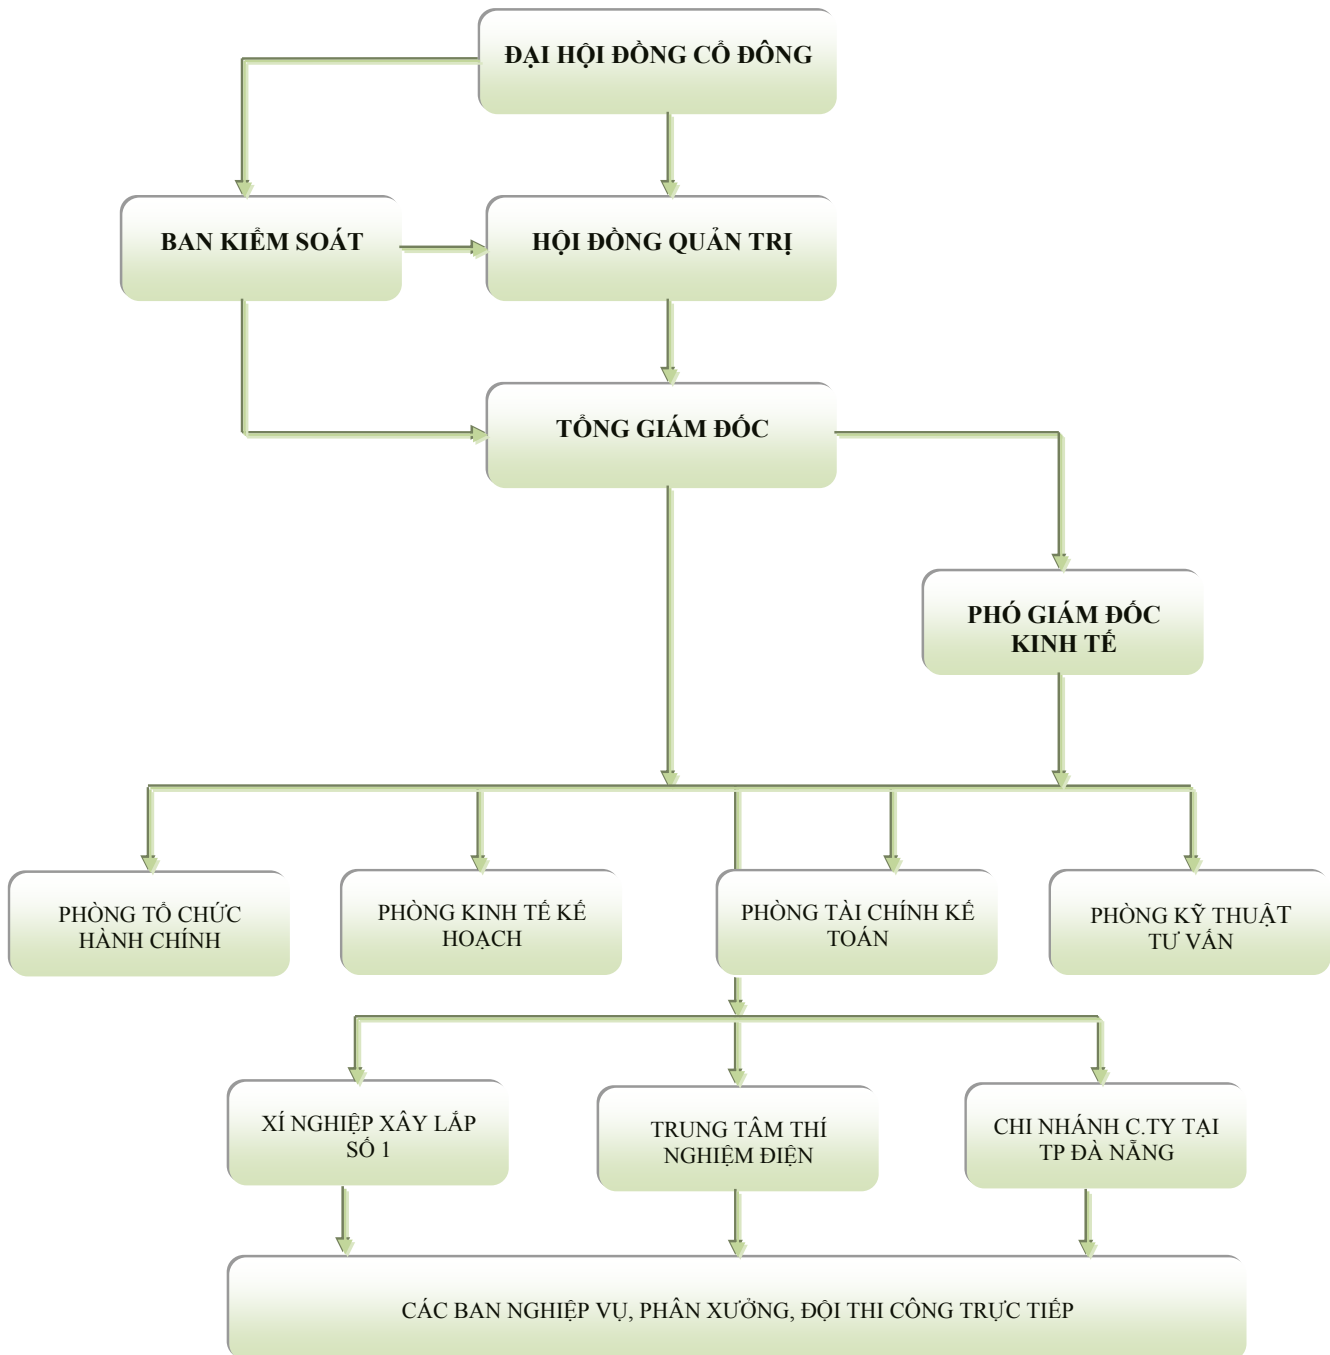 ĐẠI HỘI ĐỒNG CỔ ĐÔNG
BAN KIỂM SOÁT
HỘI ĐỒNG QUẢN TRỊ
TỔNG GIÁM ĐỐC
PHÓ GIÁM ĐỐC
KINH TẾ
PHÒNG TỔ CHỨC
HÀNH CHÍNH
PHÒNG KINH TẾ KẾ
HOẠCH
PHÒNG TÀI CHÍNH KẾ
TOÁN
PHÒNG KỸ THUẬT
TƯ VẤN
XÍ NGHIỆP XÂY LẮP
SỐ 1
TRUNG TÂM THÍ
NGHIỆM ĐIỆN
CHI NHÁNH C.TY TẠI
TP ĐÀ NẴNG
CÁC BAN NGHIỆP VỤ, PHÂN XƯỞNG, ĐỘI THI CÔNG TRỰC TIẾP